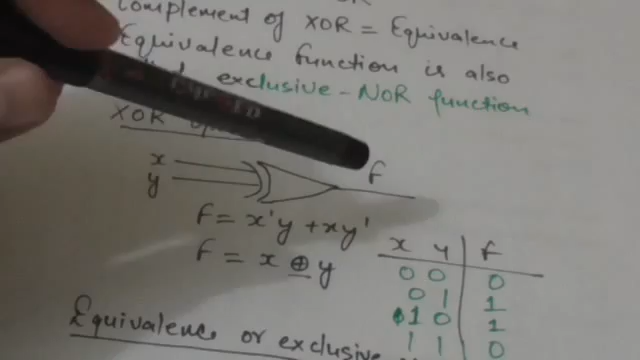 OR
Complement of XOR = Equivalence
Equivalence function is also
exclusive-NOR function
XOR
x
y
F
F = x'y + xy'
F = x ⊕ y
x y F
0 0 0
0 1 1
1 0 1
1 1 0
Equivalence or exclusive